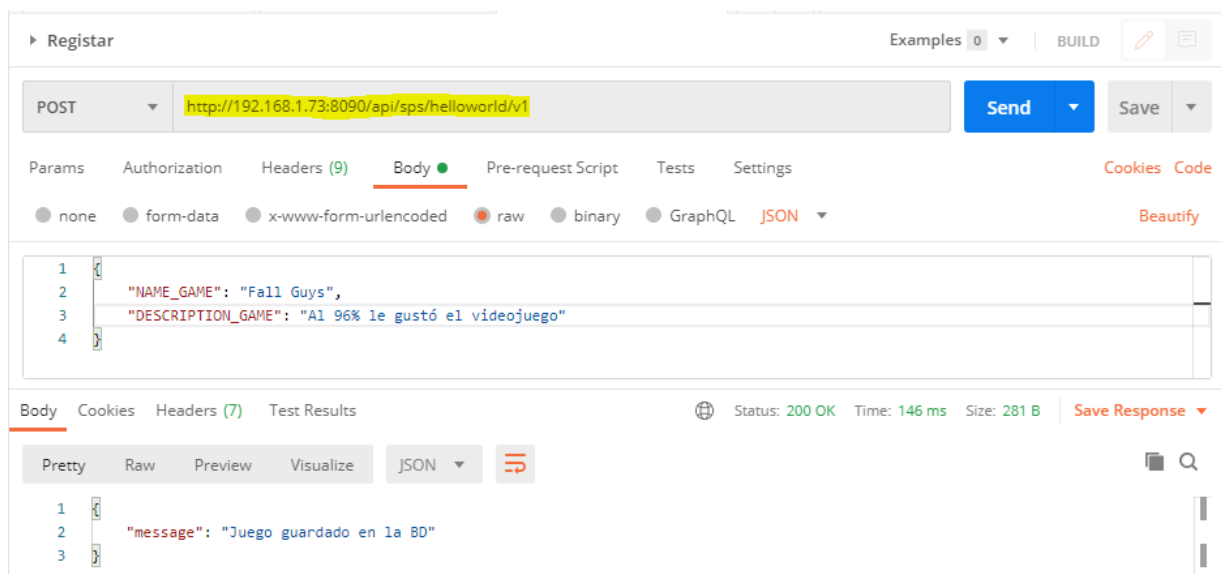 Registar Examples 0 BUILD
POST http://192.168.1.73:8090/api/sps/helloworld/v1 Send Save
Params Authorization Headers (9) Body Pre-request Script Tests Settings Cookies Code
none form-data x-www-form-urlencoded raw binary GraphQL JSON Beautify
1 {
2 "NAME_GAME": "Fall Guys",
3 "DESCRIPTION_GAME": "Al 96% le gustó el videojuego"
4 }
Body Cookies Headers (7) Test Results Status: 200 OK Time: 146 ms Size: 281 B Save Response
Pretty Raw Preview Visualize JSON
1 {
2 "message": "Juego guardado en la BD"
3 }